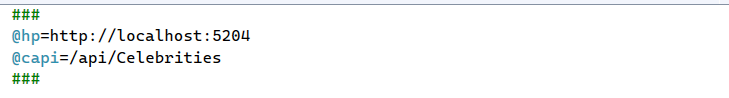 ###
@hp=http://localhost:5204
@capi=/api/Celebrities
###